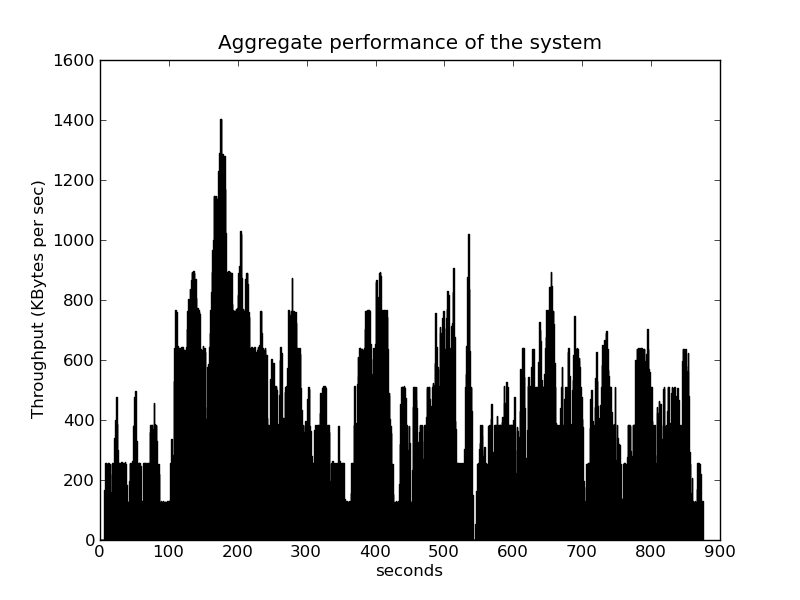 Aggregate performance of the system
1600
1400
1200
1000
800
600
400
200
0
Throughput (KBytes per sec)
0 100 200 300 400 500 600 700 800 900
seconds